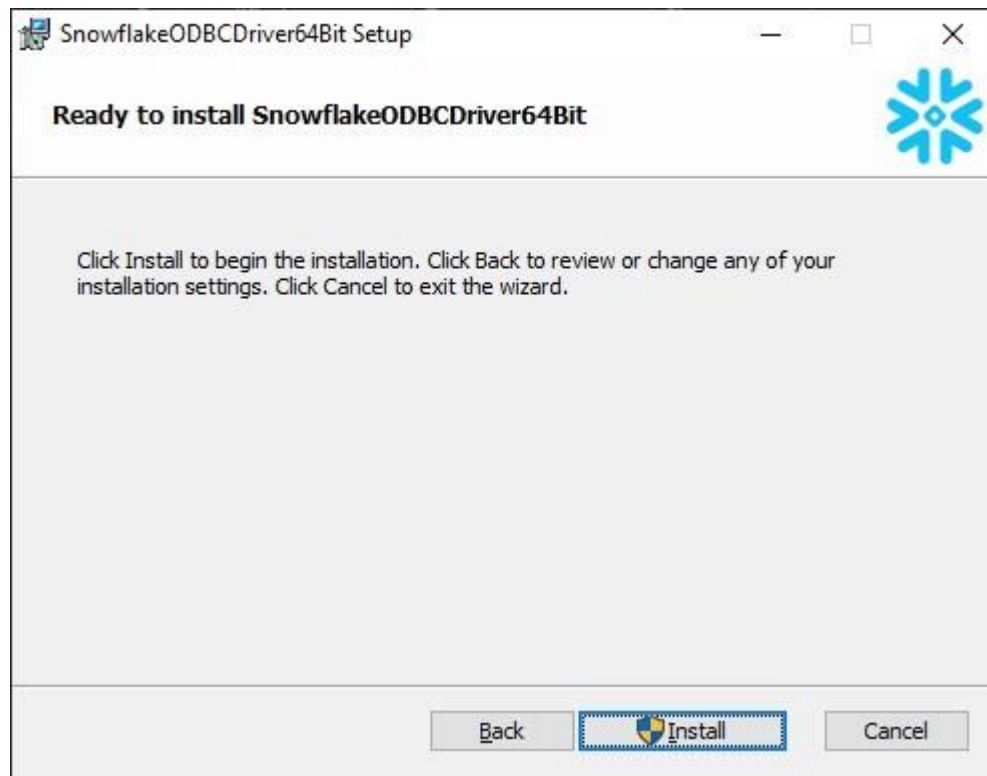 SnowflakeODBCDriver64Bit Setup
Ready to install SnowflakeODBCDriver64Bit
Click Install to begin the installation. Click Back to review or change any of your
installation settings. Click Cancel to exit the wizard.
Back
Install
Cancel